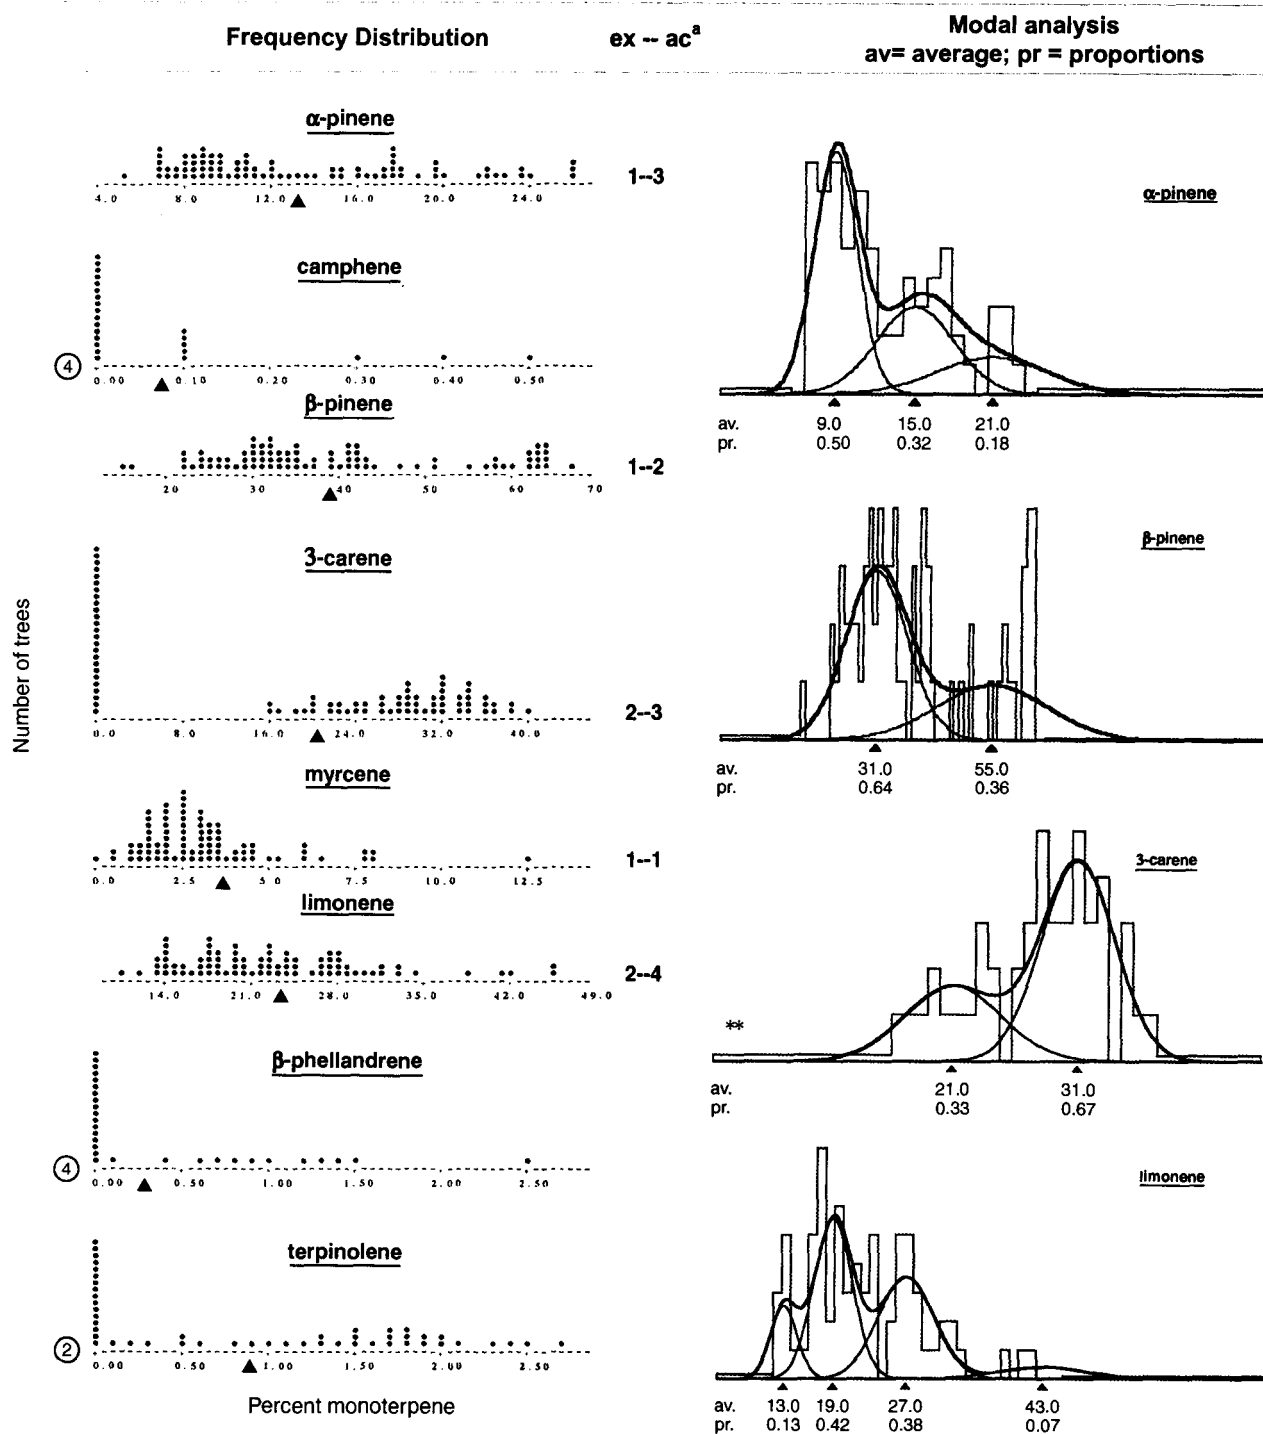 Frequency Distribution ex -- acᵃ Modal analysis
av= average; pr = proportions
α-pinene
4.0 8.0 12.0 16.0 20.0 24.0
1--3
camphene
④
0.00 0.10 0.20 0.30 0.40 0.50
β-pinene
20 30 40 50 60 70
1--2
3-carene
0.0 8.0 16.0 24.0 32.0 40.0
2--3
myrcene
0.0 2.5 5.0 7.5 10.0 12.5
1--1
limonene
14.0 21.0 28.0 35.0 42.0 49.0
2--4
β-phellandrene
④
0.00 0.50 1.00 1.50 2.00 2.50
terpinolene
②
0.00 0.50 1.00 1.50 2.00 2.50
Percent monoterpene
Number of trees
α-pinene
av. 9.0 15.0 21.0
pr. 0.50 0.32 0.18
β-pinene
av. 31.0 55.0
pr. 0.64 0.36
3-carene
**
av. 21.0 31.0
pr. 0.33 0.67
limonene
av. 13.0 19.0 27.0 43.0
pr. 0.13 0.42 0.38 0.07